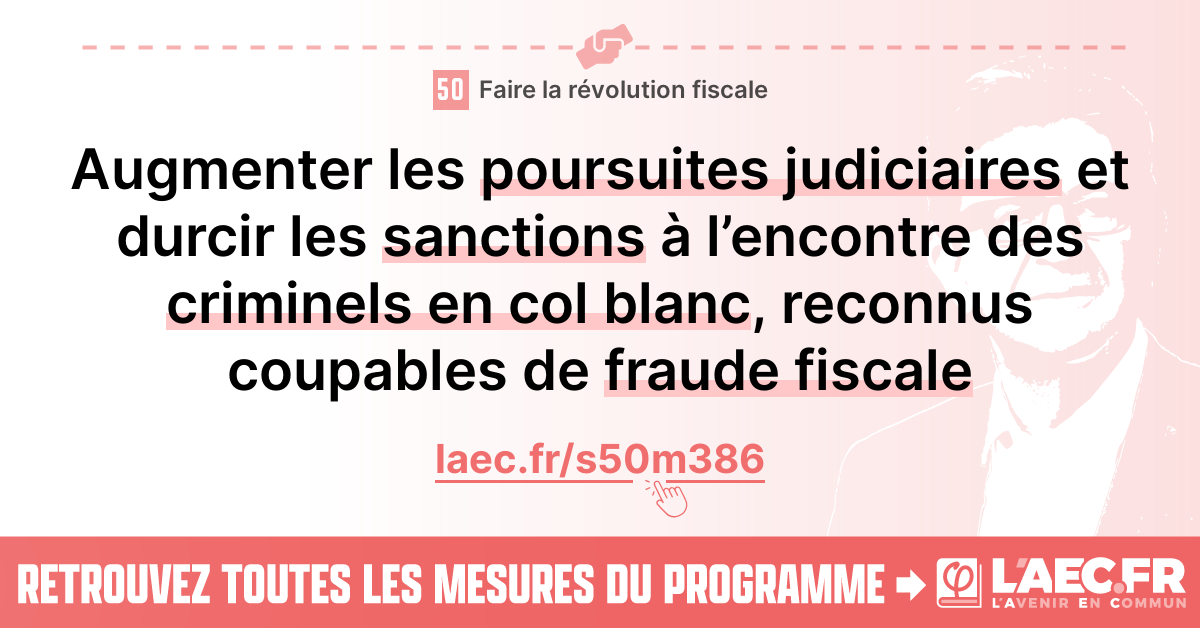 50 Faire la révolution fiscale
Augmenter les poursuites judiciaires et
durcir les sanctions à l’encontre des
criminels en col blanc, reconnus
coupables de fraude fiscale
laec.fr/s50m386
RETROUVEZ TOUTES LES MESURES DU PROGRAMME
L'AEC.FR
L'AVENIR EN COMMUN